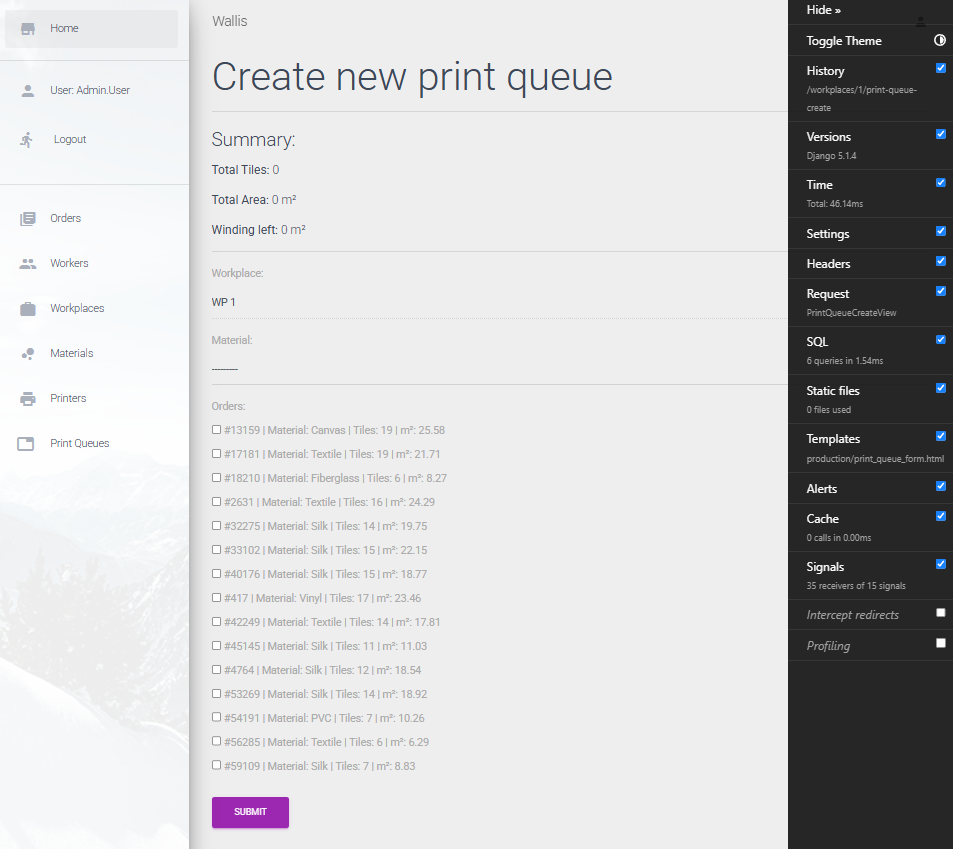 Home
User: Admin.User
Logout
Orders
Workers
Workplaces
Materials
Printers
Print Queues
Wallis
Create new print queue
Summary:
Total Tiles: 0
Total Area: 0 m²
Winding left: 0 m²
Workplace:
WP 1
Material:
---------
Orders:
#13159 | Material: Canvas | Tiles: 19 | m²: 25.58
#17181 | Material: Textile | Tiles: 19 | m²: 21.71
#18210 | Material: Fiberglass | Tiles: 6 | m²: 8.27
#2631 | Material: Textile | Tiles: 16 | m²: 24.29
#32275 | Material: Silk | Tiles: 14 | m²: 19.75
#33102 | Material: Silk | Tiles: 15 | m²: 22.15
#40176 | Material: Silk | Tiles: 15 | m²: 18.77
#417 | Material: Vinyl | Tiles: 17 | m²: 23.46
#42249 | Material: Textile | Tiles: 14 | m²: 17.81
#45145 | Material: Silk | Tiles: 11 | m²: 11.03
#4764 | Material: Silk | Tiles: 12 | m²: 18.54
#53269 | Material: Silk | Tiles: 14 | m²: 18.92
#54191 | Material: PVC | Tiles: 7 | m²: 10.26
#56285 | Material: Textile | Tiles: 6 | m²: 6.29
#59109 | Material: Silk | Tiles: 7 | m²: 8.83
SUBMIT
Hide »
Toggle Theme
History
/workplaces/1/print-queue-
create
Versions
Django 5.1.4
Time
Total: 46.14ms
Settings
Headers
Request
PrintQueueCreateView
SQL
6 queries in 1.54ms
Static files
0 files used
Templates
production/print_queue_form.html
Alerts
Cache
0 calls in 0.00ms
Signals
35 receivers of 15 signals
Intercept redirects
Profiling